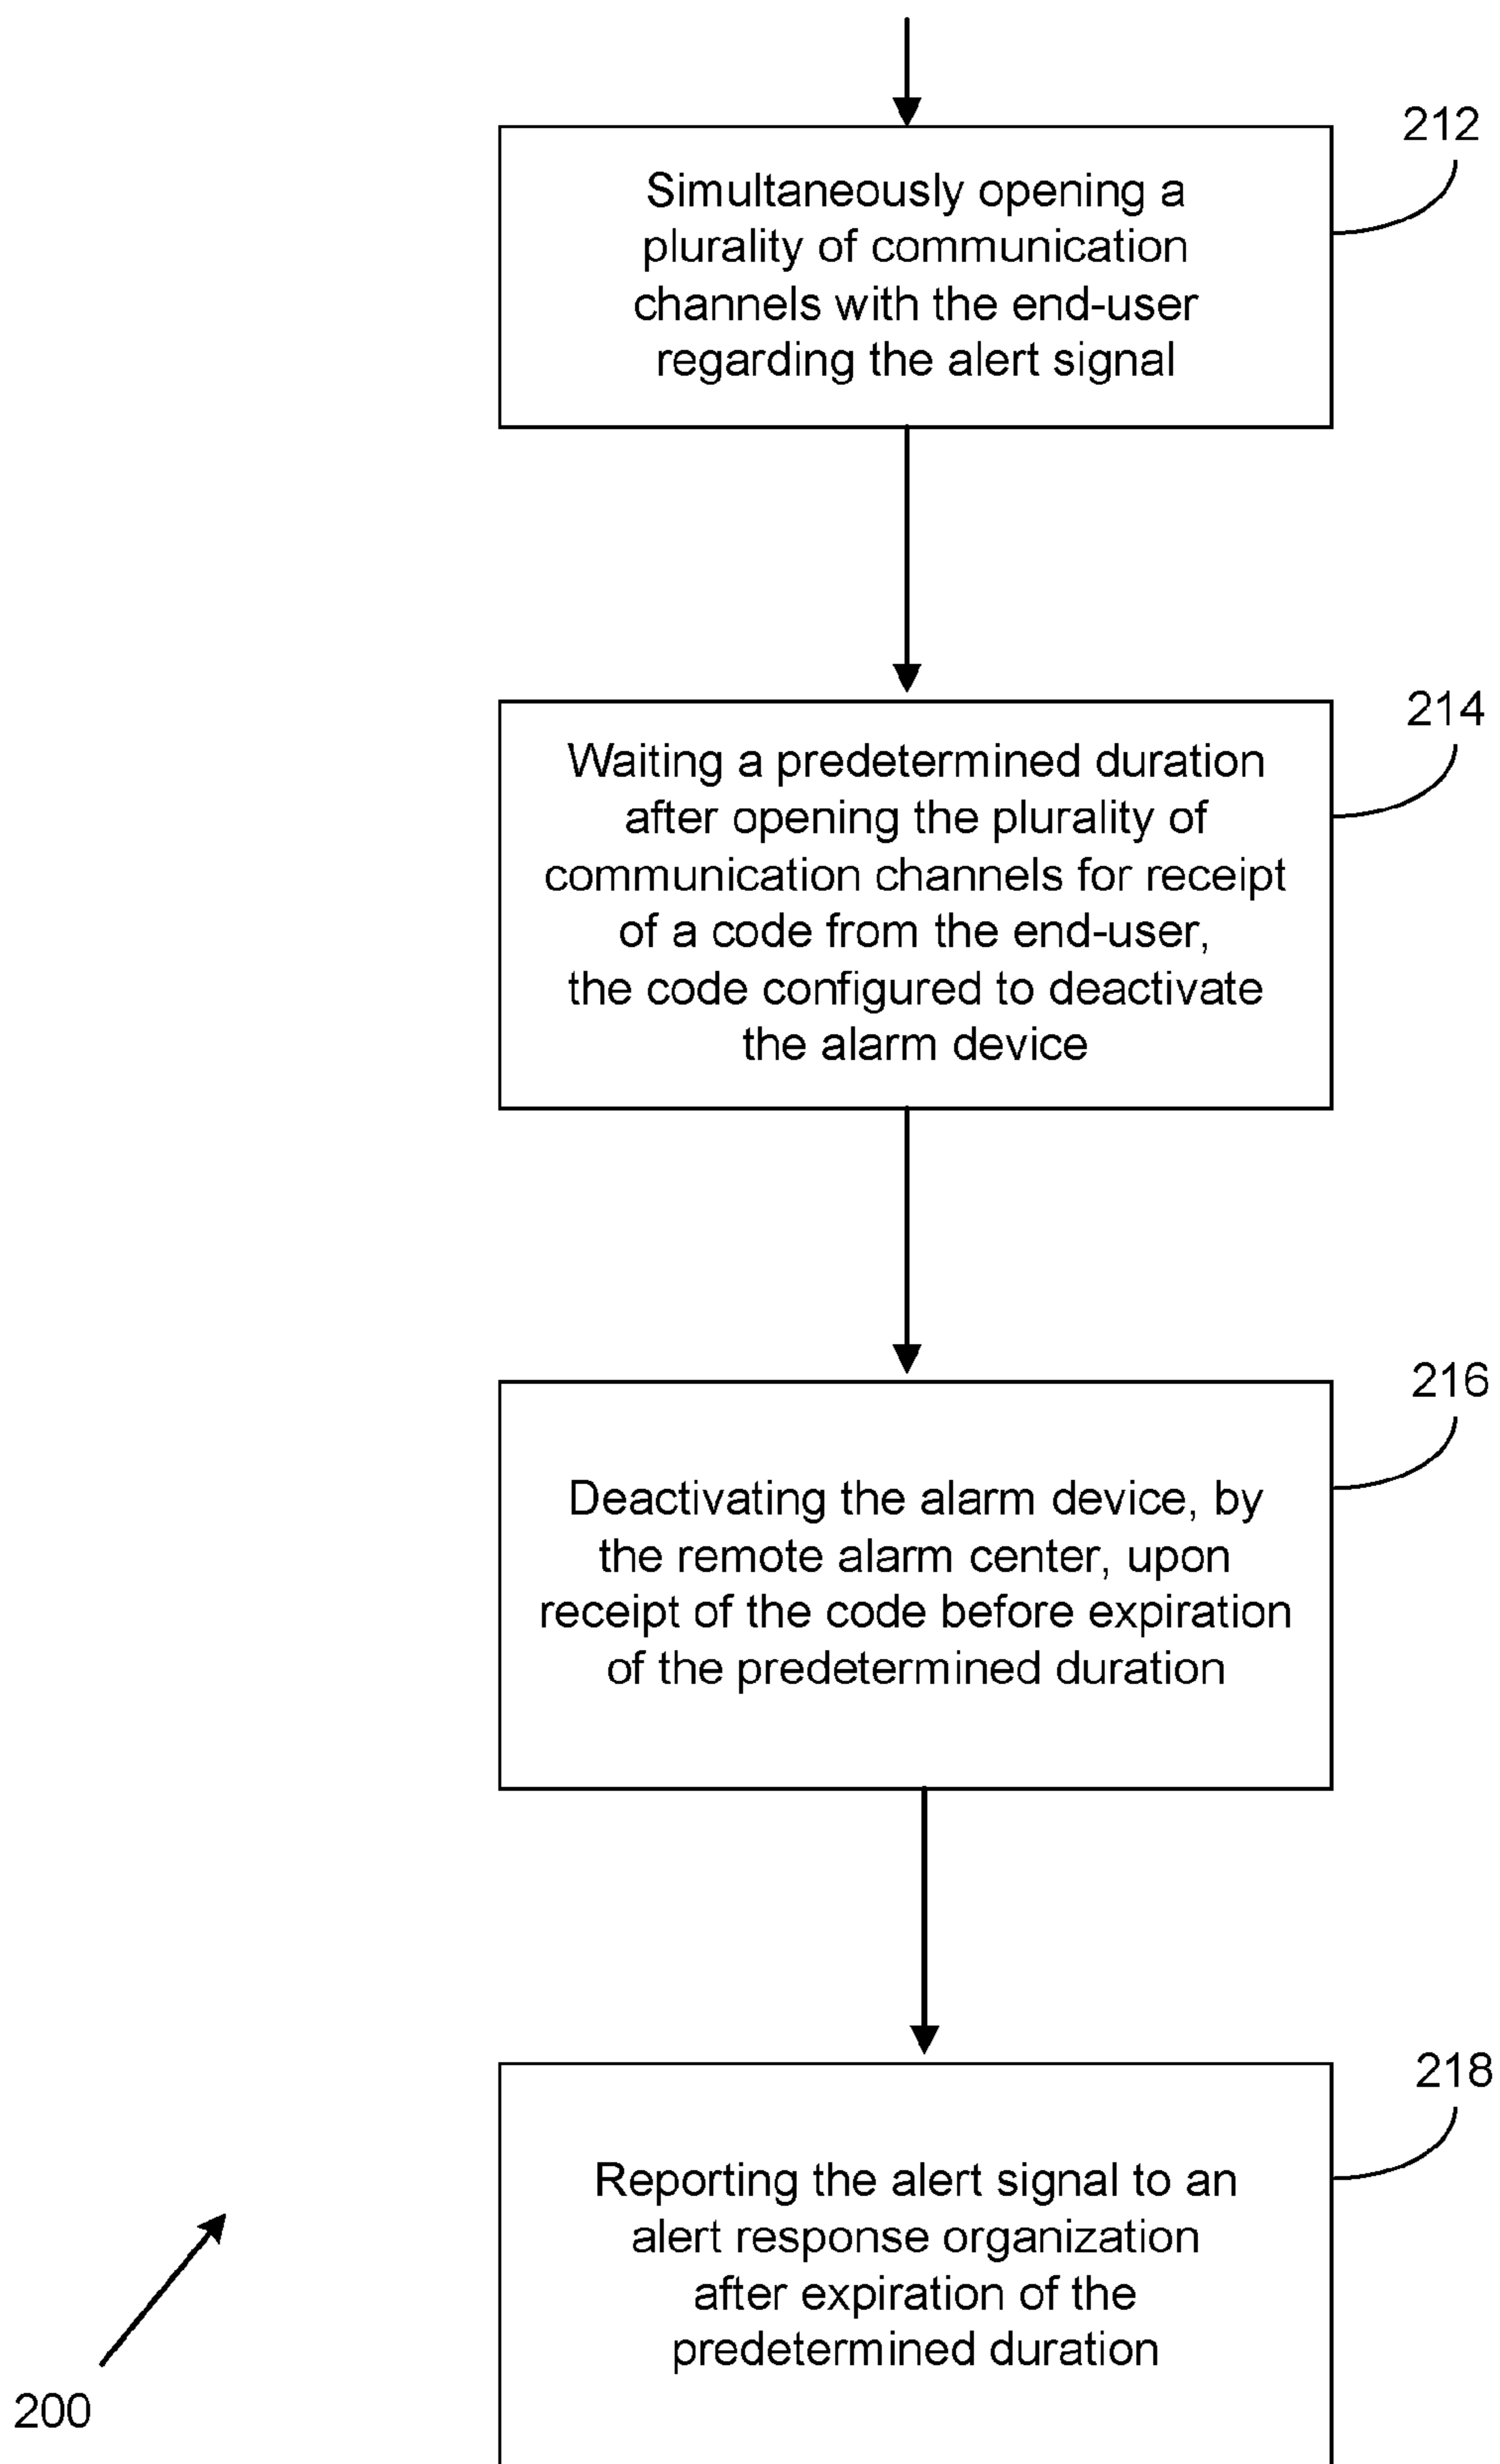 212
Simultaneously opening a
plurality of communication
channels with the end-user
regarding the alert signal
214
Waiting a predetermined duration
after opening the plurality of
communication channels for receipt
of a code from the end-user,
the code configured to deactivate
the alarm device
216
Deactivating the alarm device, by
the remote alarm center, upon
receipt of the code before expiration
of the predetermined duration
218
Reporting the alert signal to an
alert response organization
after expiration of the
predetermined duration
200